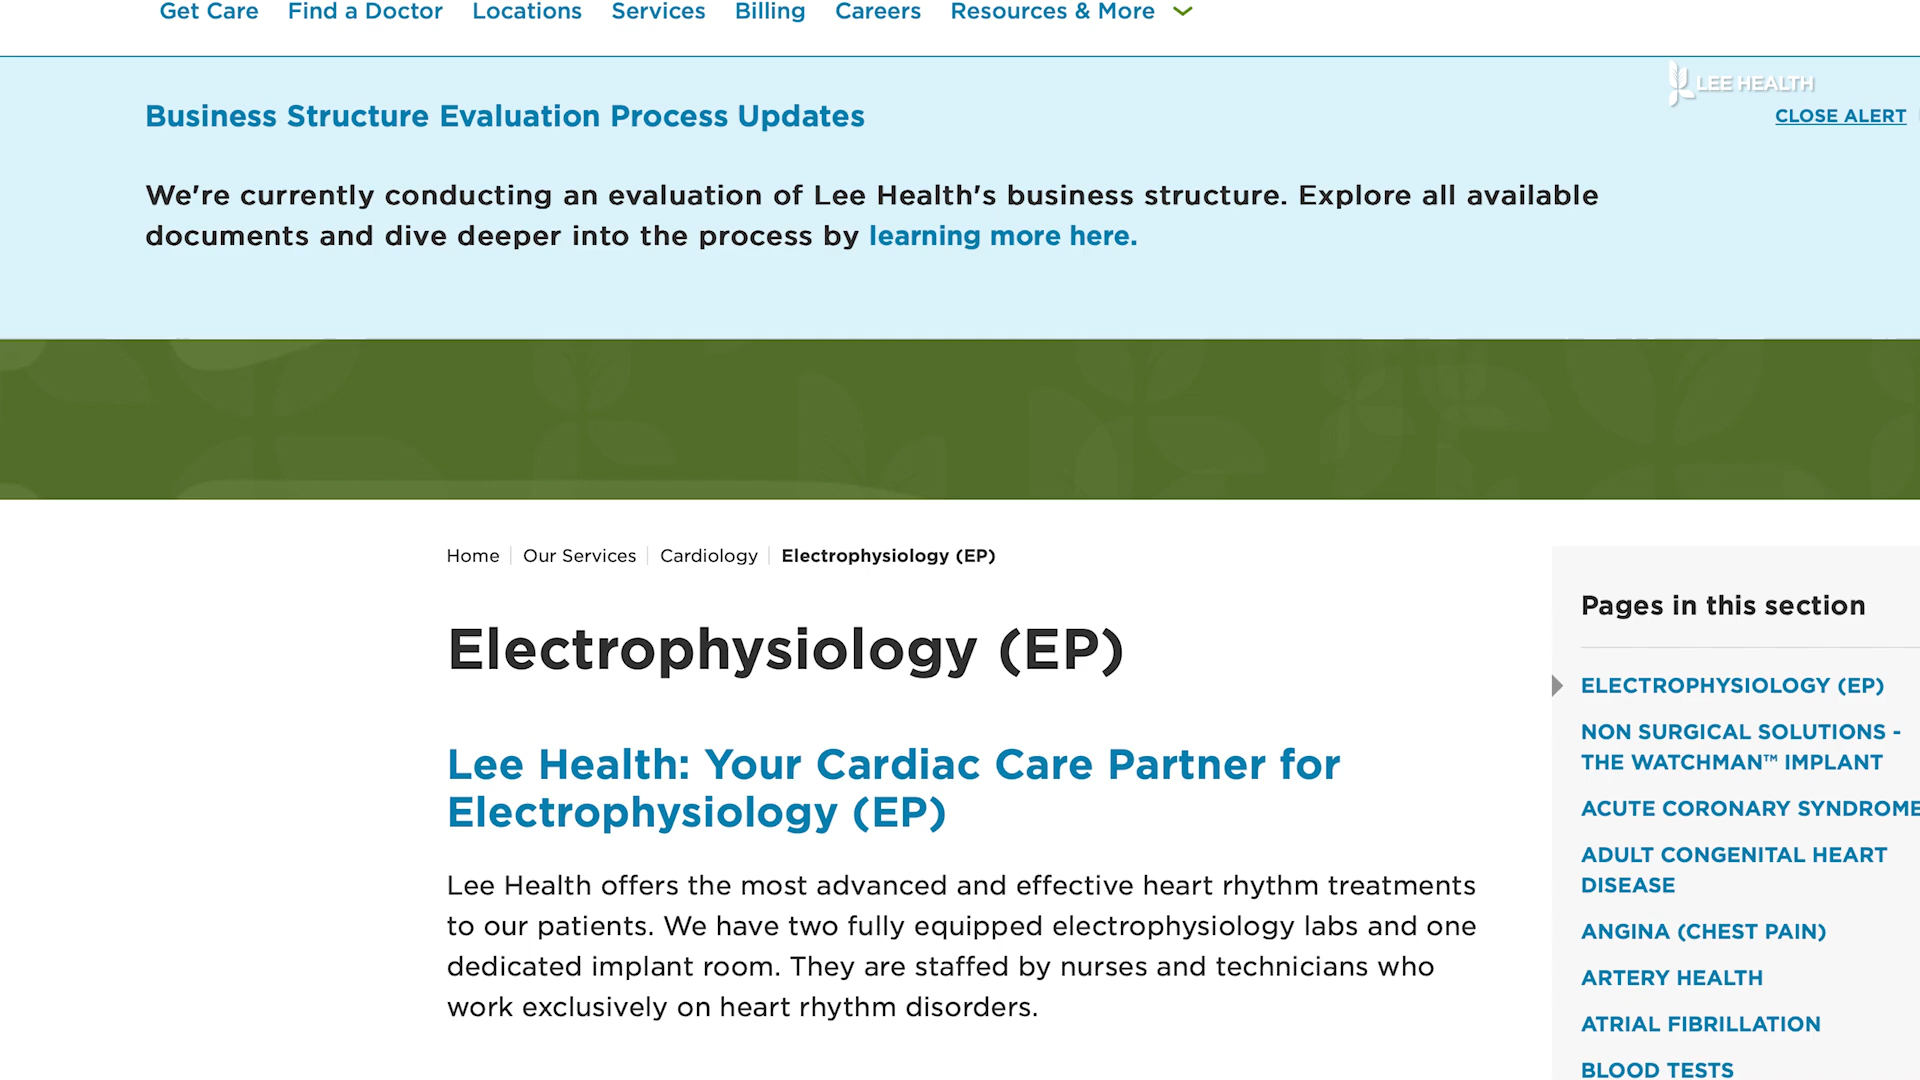 Get Care Find a Doctor Locations Services Billing Careers Resources & More
LEE HEALTH
Business Structure Evaluation Process Updates
CLOSE ALERT
We're currently conducting an evaluation of Lee Health's business structure. Explore all available
documents and dive deeper into the process by learning more here.
Home Our Services Cardiology Electrophysiology (EP)
Electrophysiology (EP)
Lee Health: Your Cardiac Care Partner for
Electrophysiology (EP)
Lee Health offers the most advanced and effective heart rhythm treatments
to our patients. We have two fully equipped electrophysiology labs and one
dedicated implant room. They are staffed by nurses and technicians who
work exclusively on heart rhythm disorders.
Pages in this section
ELECTROPHYSIOLOGY (EP)
NON SURGICAL SOLUTIONS -
THE WATCHMAN™ IMPLANT
ACUTE CORONARY SYNDROME
ADULT CONGENITAL HEART
DISEASE
ANGINA (CHEST PAIN)
ARTERY HEALTH
ATRIAL FIBRILLATION
BLOOD TESTS